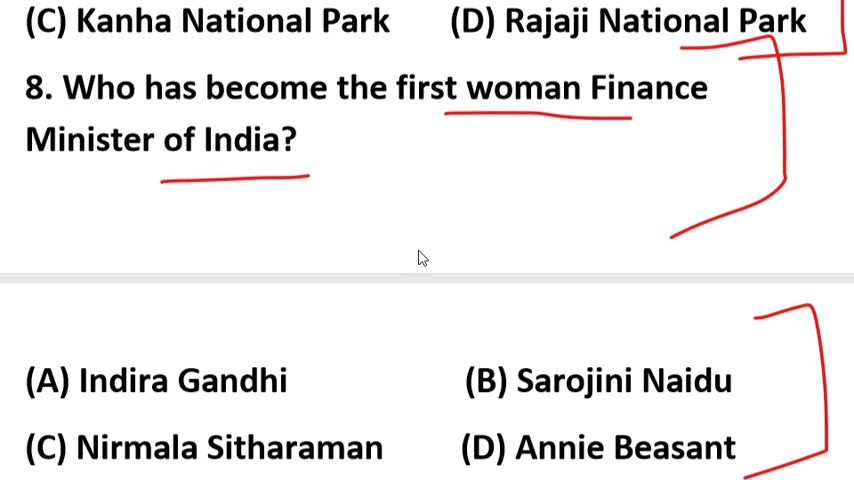 (C) Kanha National Park (D) Rajaji National Park
8. Who has become the first woman Finance
Minister of India?
(A) Indira Gandhi (B) Sarojini Naidu
(C) Nirmala Sitharaman (D) Annie Beasant